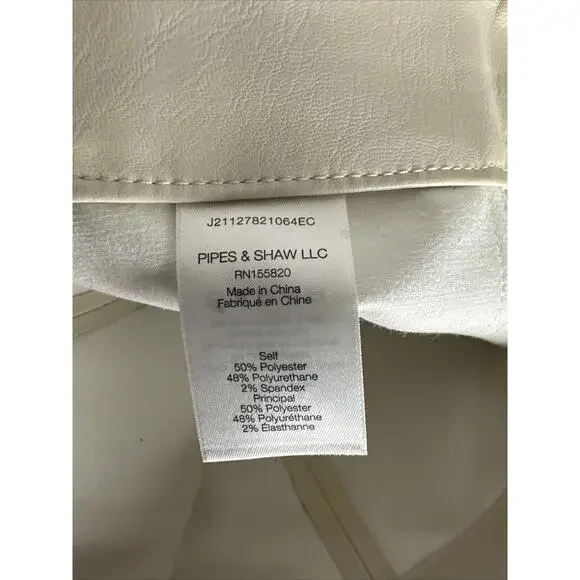 J21127821064EC
PIPES & SHAW LLC
RN155820
Made in China
Fabriqué en Chine
Self
50% Polyester
48% Polyurethane
2% Spandex
Principal
50% Polyester
48% Polyuréthane
2% Élasthanne